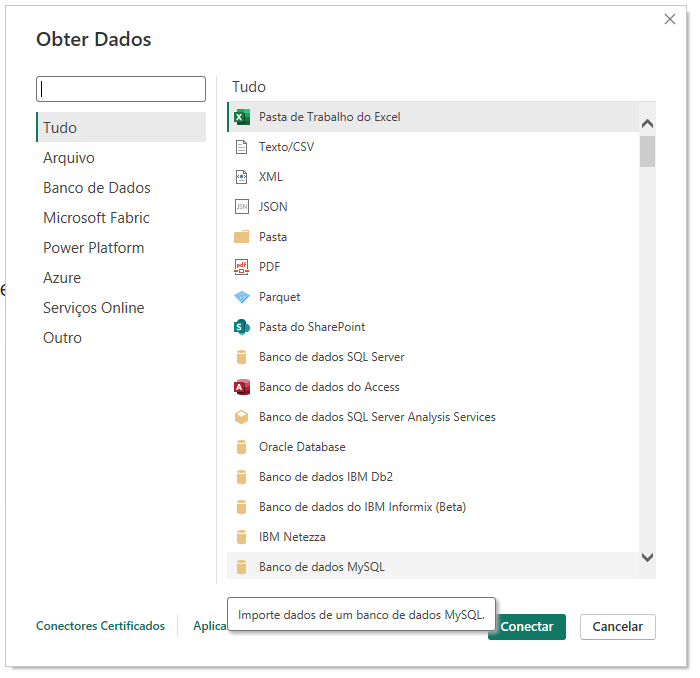 Obter Dados
Tudo
Arquivo
Banco de Dados
Microsoft Fabric
Power Platform
Azure
Serviços Online
Outro
Tudo
Pasta de Trabalho do Excel
Texto/CSV
XML
JSON
Pasta
PDF
Parquet
Pasta do SharePoint
Banco de dados SQL Server
Banco de dados do Access
Banco de dados SQL Server Analysis Services
Oracle Database
Banco de dados IBM Db2
Banco de dados do IBM Informix (Beta)
IBM Netezza
Banco de dados MySQL
Importe dados de um banco de dados MySQL.
Conectores Certificados
Aplica
Conectar
Cancelar